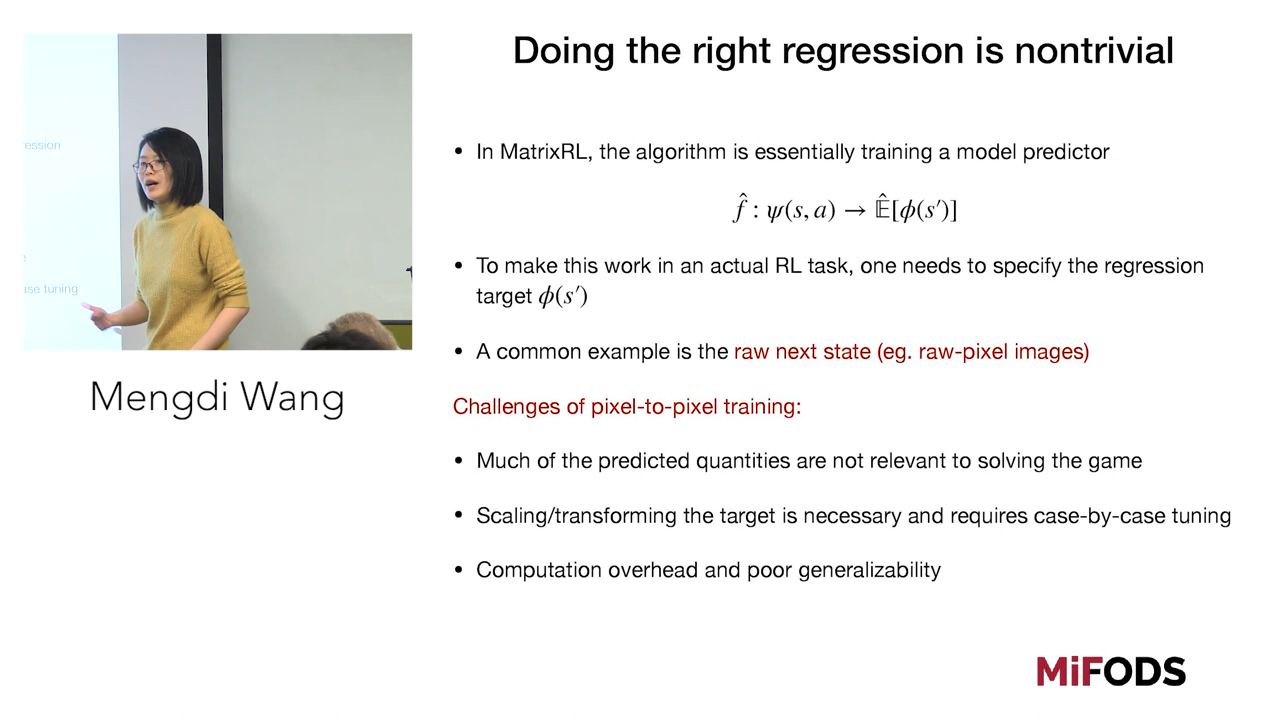 Doing the right regression is nontrivial
ression
ase tuning
Mengdi Wang
• In MatrixRL, the algorithm is essentially training a model predictor
f̂ : ψ(s, a) → 𝔼̂[ϕ(s′)]
• To make this work in an actual RL task, one needs to specify the regression
target ϕ(s′)
• A common example is the raw next state (eg. raw-pixel images)
Challenges of pixel-to-pixel training:
• Much of the predicted quantities are not relevant to solving the game
• Scaling/transforming the target is necessary and requires case-by-case tuning
• Computation overhead and poor generalizability
MiFODS